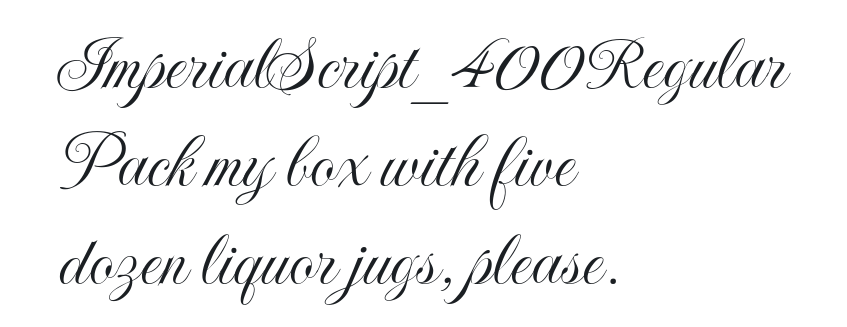 ImperialScript_400Regular
Pack my box with five
dozen liquor jugs, please.